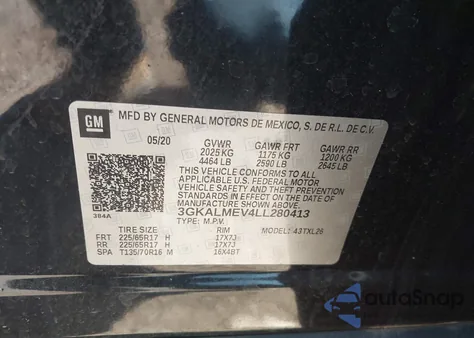 GM
MFD BY GENERAL MOTORS DE MEXICO, S. DE R.L. DE C.V.
05/20 GVWR GAWR FRT GAWR RR
2025 KG 1175 KG 1200 KG
4464 LB 2590 LB 2645 LB
THIS VEHICLE CONFORMS TO ALL
APPLICABLE U.S. FEDERAL MOTOR VEHICLE
SAFETY, BUMPER, AND THEFT PREVENTION
STANDARDS IN EFFECT ON THE DATE OF
MANUFACTURE SHOWN ABOVE.
3GKALMEV4LL280413
384A TYPE: M.P.V.
TIRE SIZE RIM MODEL: 43TXL26
FRT 225/65R17 H 17X7J
RR 225/65R17 H 17X7J
SPA T135/70R16 M 16X4BT
autoSnap